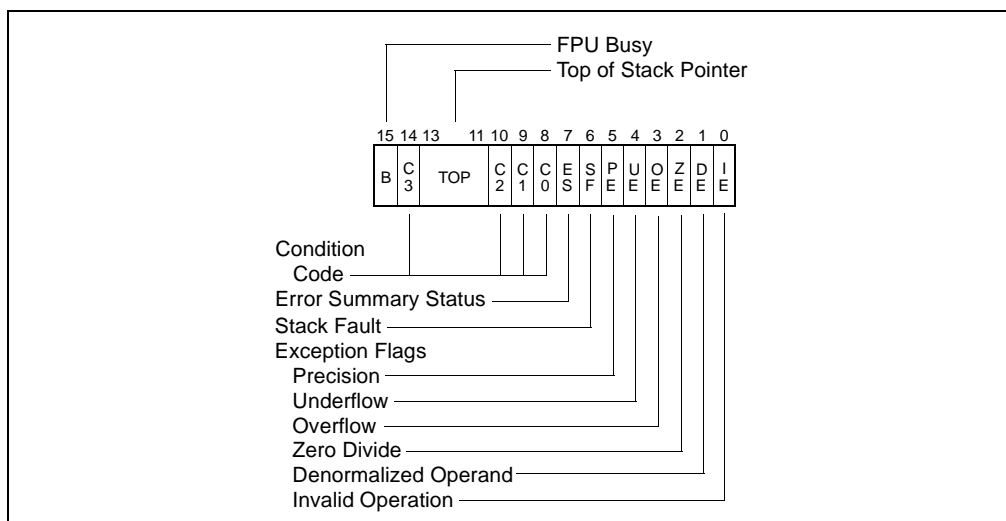 FPU Busy
Top of Stack Pointer
15 14 13 11 10 9 8 7 6 5 4 3 2 1 0
B C3 TOP C2 C1 C0 ES SF PE UE OE ZE DE IE
Condition
Code
Error Summary Status
Stack Fault
Exception Flags
Precision
Underflow
Overflow
Zero Divide
Denormalized Operand
Invalid Operation